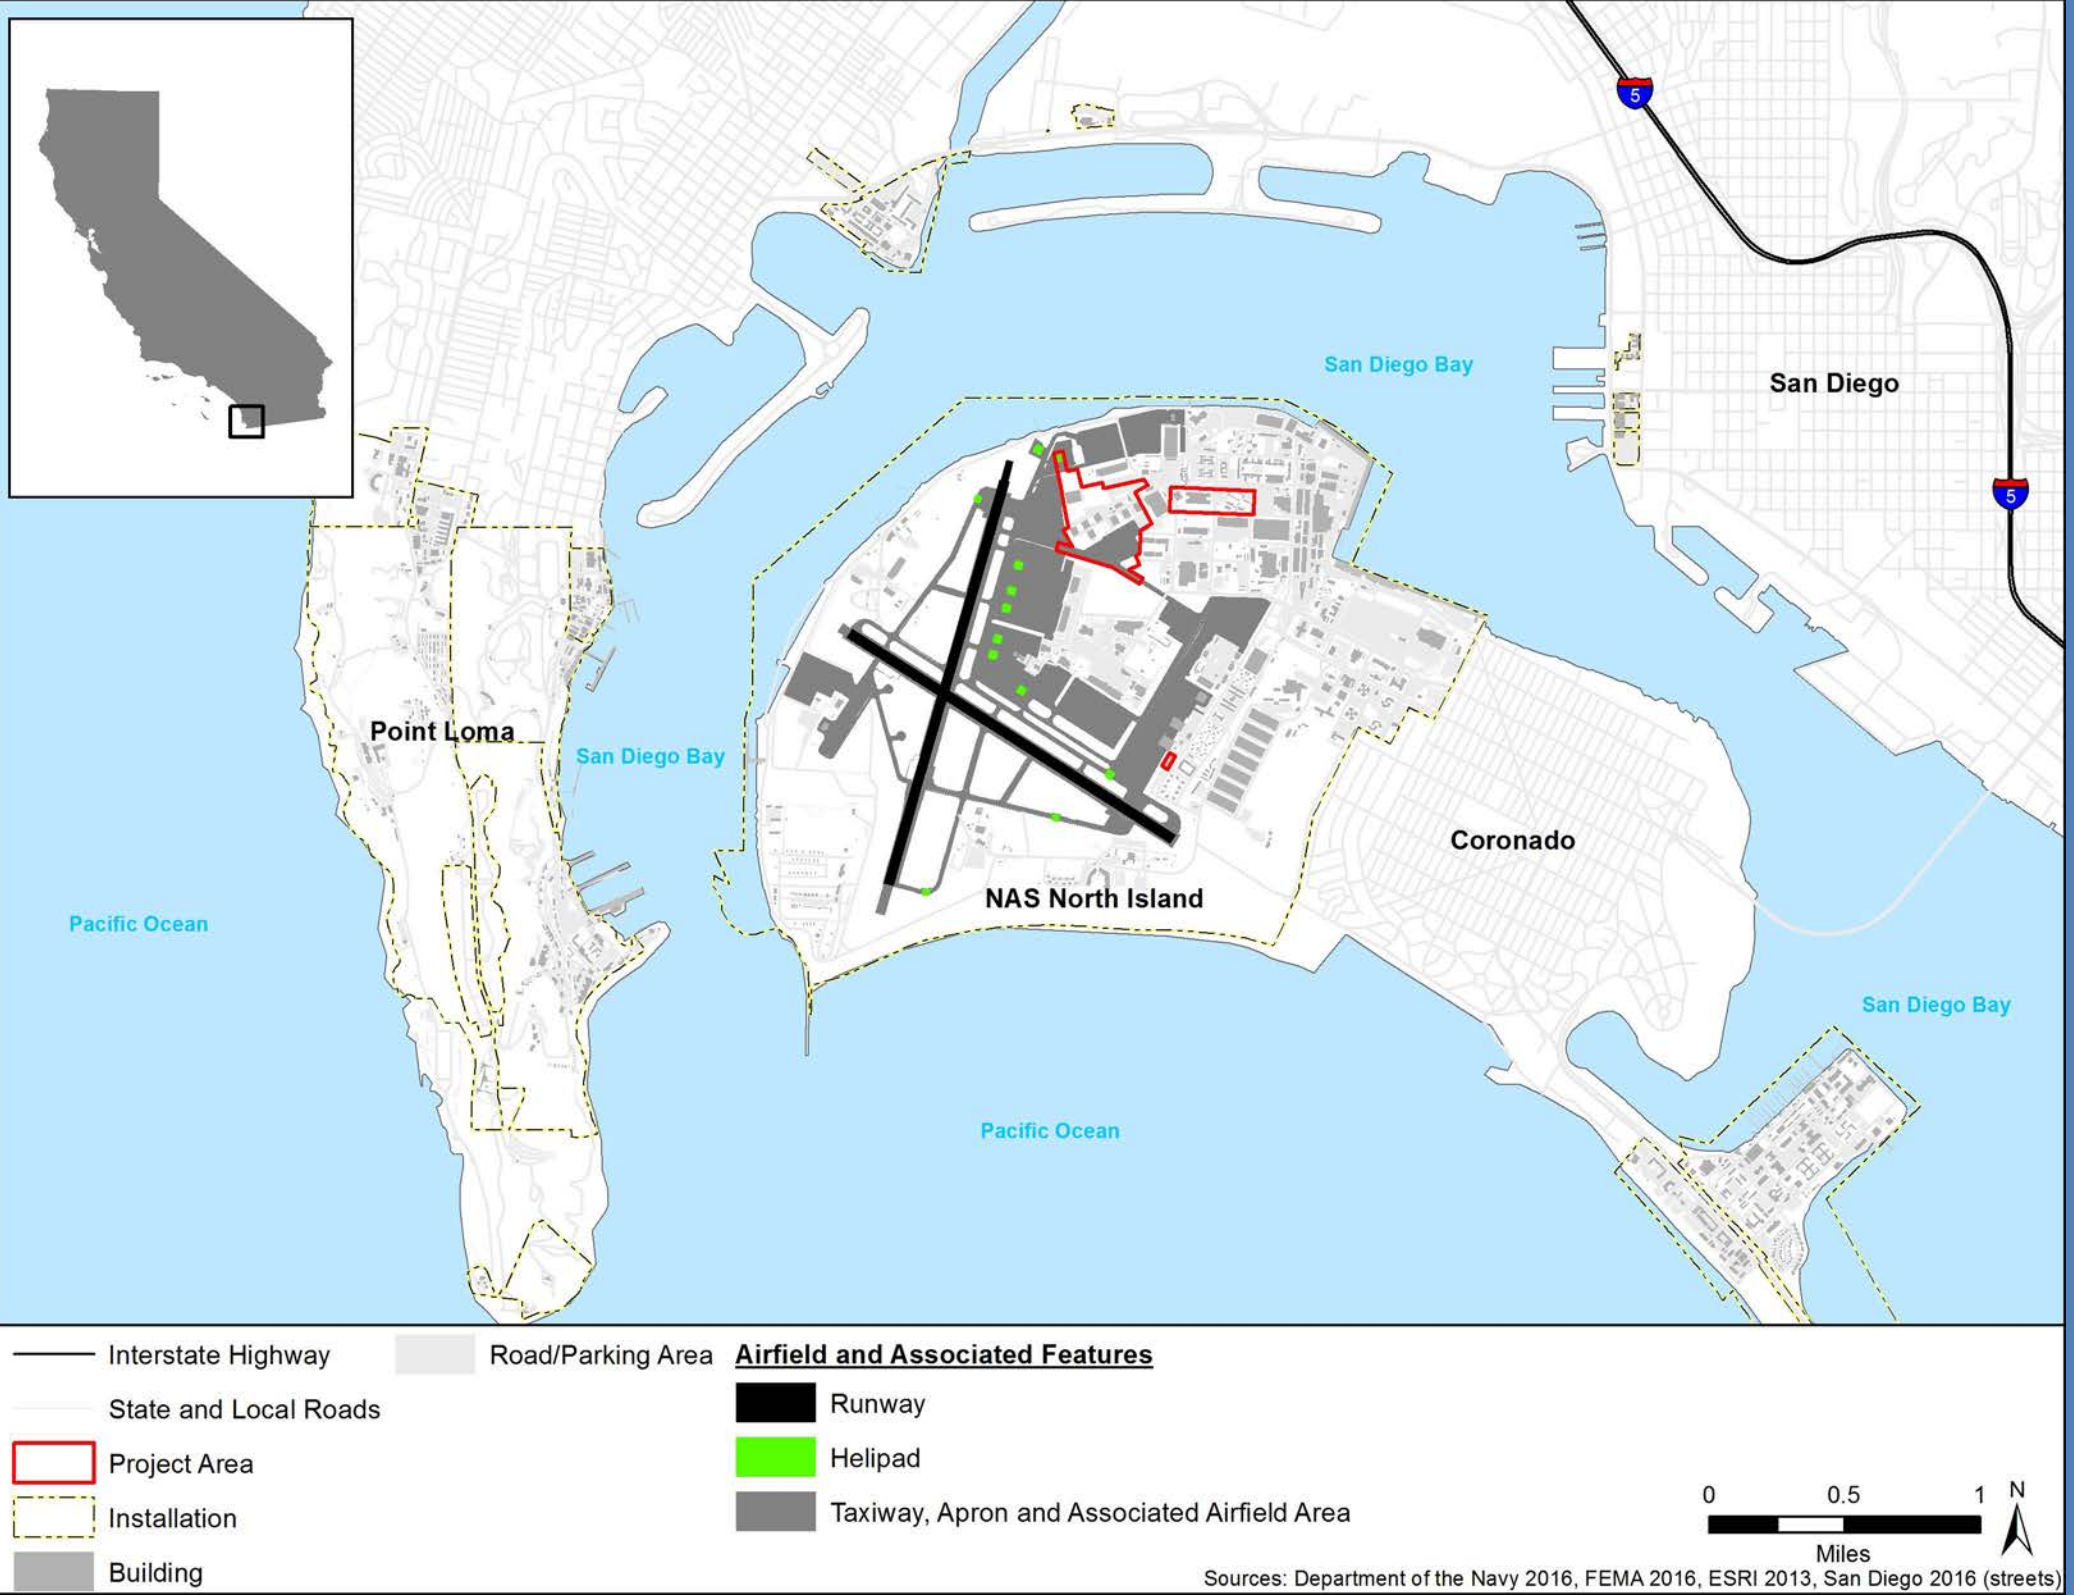 5
San Diego Bay
San Diego
5
Point Loma
San Diego Bay
Coronado
NAS North Island
Pacific Ocean
San Diego Bay
Pacific Ocean
Interstate Highway
State and Local Roads
Project Area
Installation
Building
Road/Parking Area
Airfield and Associated Features
Runway
Helipad
Taxiway, Apron and Associated Airfield Area
0 0.5 1
Miles
N
Sources: Department of the Navy 2016, FEMA 2016, ESRI 2013, San Diego 2016 (streets)